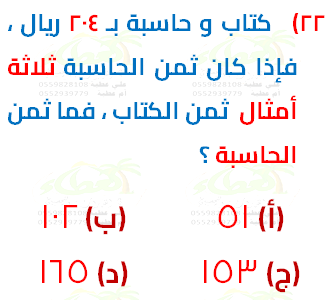 ٢٢) كتاب و حاسبة بـ ٢٠٤ ريال ،
فإذا كان ثمن الحاسبة ثلاثة
أمثال ثمن الكتاب ، فما ثمن
الحاسبة ؟
(أ) ٥١ (ب) ١٠٢
(ج) ١٥٣ (د) ١٦٥